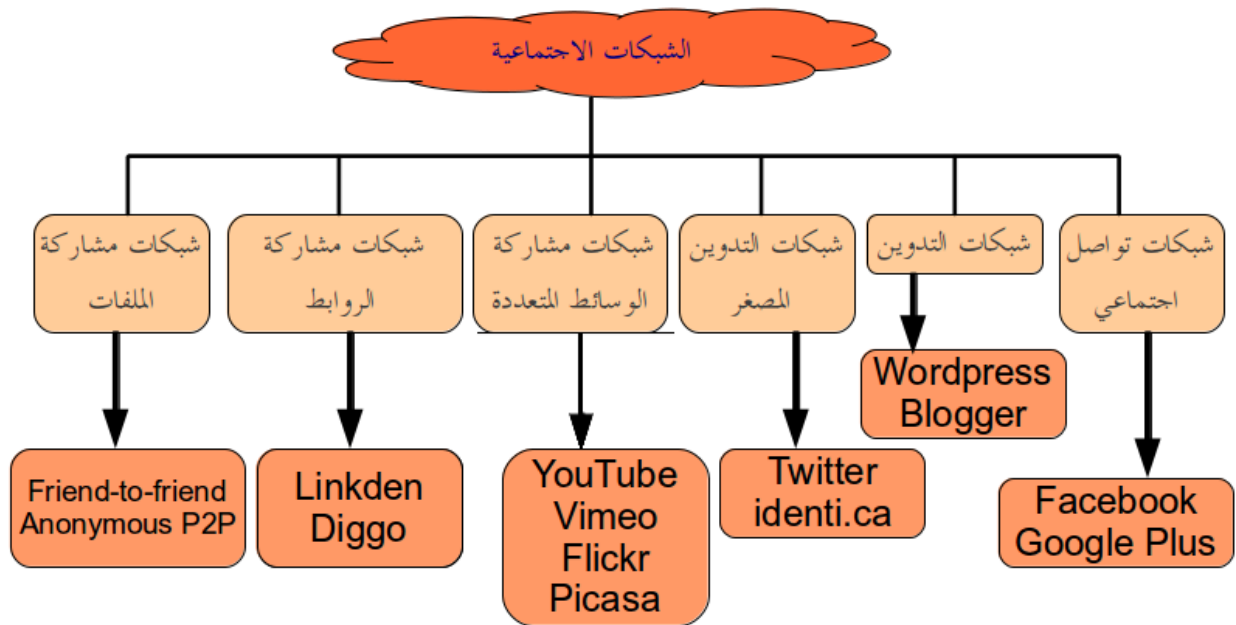 الشبكات الاجتماعية
شبكات تواصل
اجتماعي
شبكات التدوين
شبكات التدوين
المصغر
شبكات مشاركة
الوسائط المتعددة
شبكات مشاركة
الروابط
شبكات مشاركة
الملفات
Facebook
Google Plus
Wordpress
Blogger
Twitter
identi.ca
YouTube
Vimeo
Flickr
Picasa
Linkden
Diggo
Friend-to-friend
Anonymous P2P